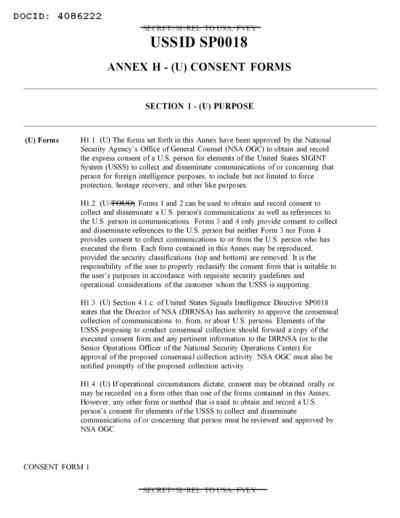 DOCID: 4086222
SECRET//SI//REL TO USA, FVEY
USSID SP0018
ANNEX H - (U) CONSENT FORMS
SECTION 1 - (U) PURPOSE
(U) Forms
H1.1. (U) The forms set forth in this Annex have been approved by the National
Security Agency's Office of General Counsel (NSA OGC) to obtain and record
the express consent of a U.S. person for elements of the United States SIGINT
System (USSS) to collect and disseminate communications of or concerning that
person for foreign intelligence purposes, to include but not limited to force
protection, hostage recovery, and other like purposes.
H1.2. (U//FOUO) Forms 1 and 2 can be used to obtain and record consent to
collect and disseminate a U.S. person's communications as well as references to
the U.S. person in communications. Forms 3 and 4 only provide consent to collect
and disseminate references to the U.S. person but neither Form 3 nor Form 4
provides consent to collect communications to or from the U.S. person who has
executed the form. Each form contained in this Annex may be reproduced,
provided the security classifications (top and bottom) are removed. It is the
responsibility of the user to properly reclassify the consent form that is suitable to
the user's purposes in accordance with requisite security guidelines and
operational considerations of the customer whom the USSS is supporting.
H1.3. (U) Section 4.1.c. of United States Signals Intelligence Directive SP0018
states that the Director of NSA (DIRNSA) has authority to approve the consensual
collection of communications to, from, or about U.S. persons. Elements of the
USSS proposing to conduct consensual collection should forward a copy of the
executed consent form and any pertinent information to the DIRNSA (or to the
Senior Operations Officer of the National Security Operations Center) for
approval of the proposed consensual collection activity. NSA OGC must also be
notified promptly of the proposed collection activity.
H1.4. (U) If operational circumstances dictate, consent may be obtained orally or
may be recorded on a form other than one of the forms contained in this Annex.
However, any other form or method that is used to obtain and record a U.S.
person's consent for elements of the USSS to collect and disseminate
communications of or concerning that person must be reviewed and approved by
NSA OGC.
CONSENT FORM 1
SECRET//SI//REL TO USA, FVEY